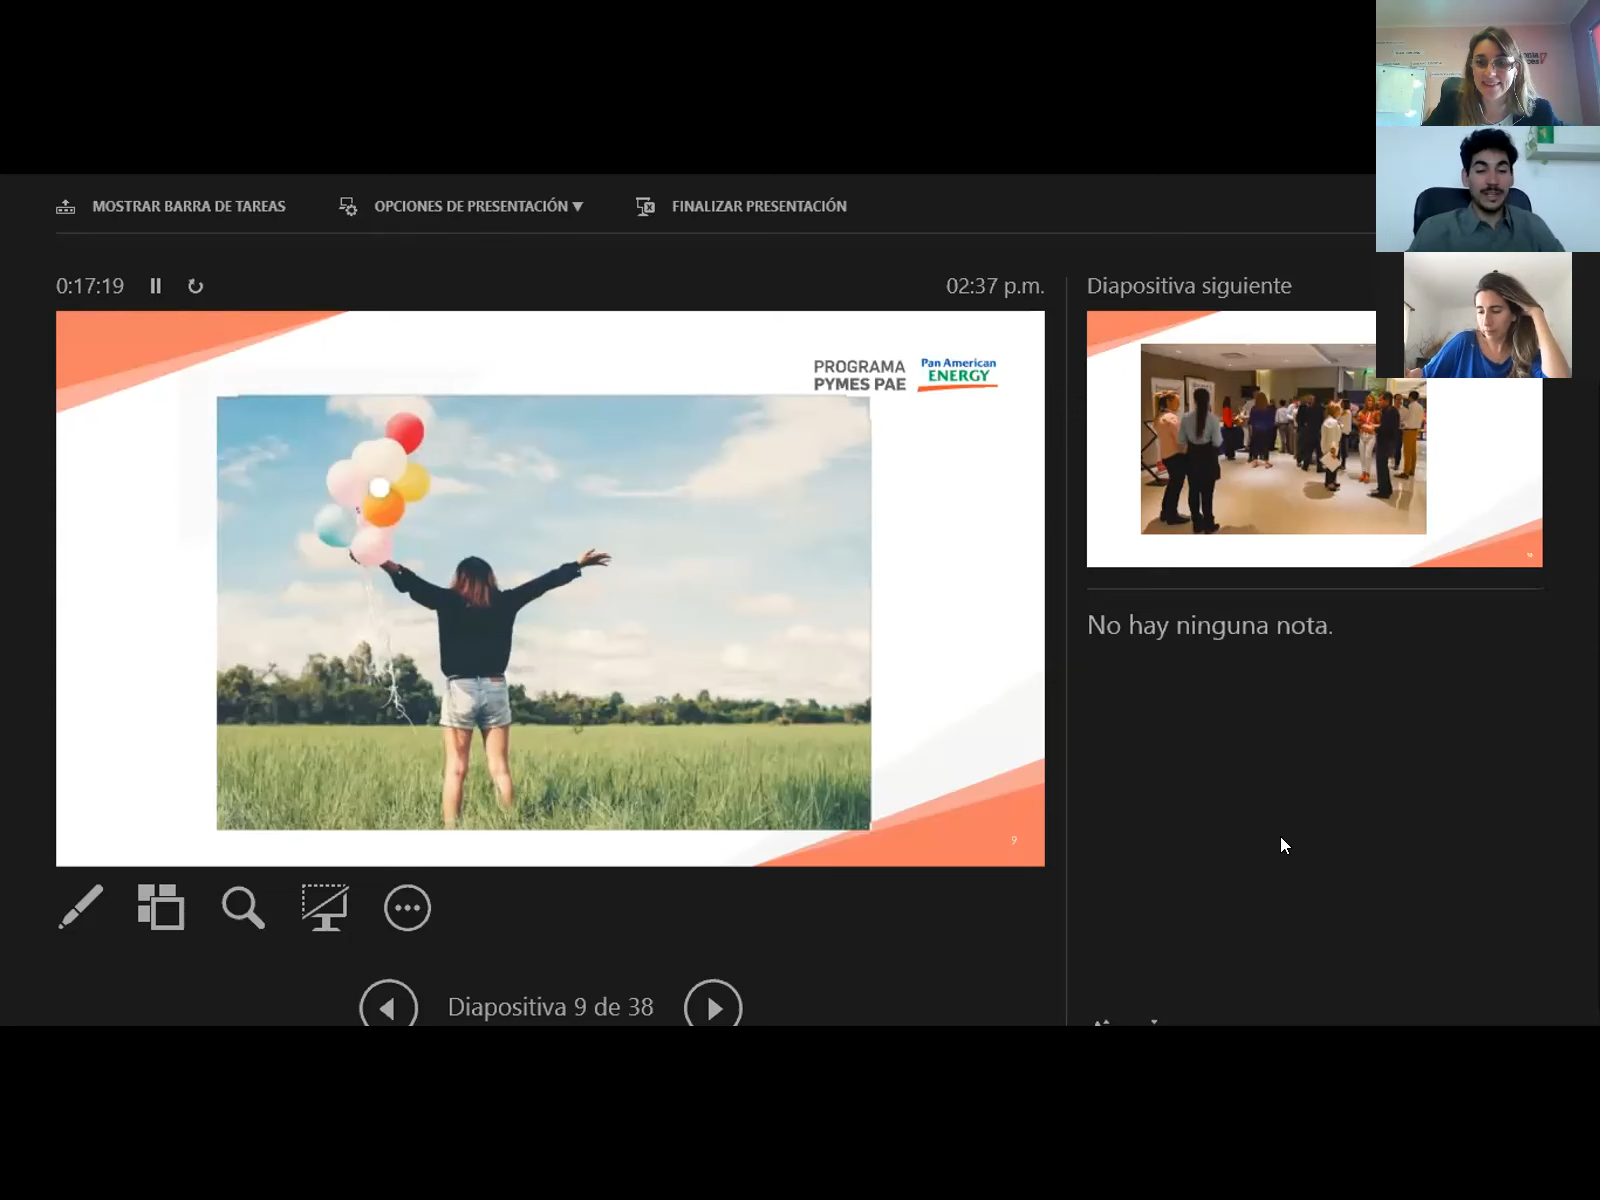 MOSTRAR BARRA DE TAREAS
OPCIONES DE PRESENTACIÓN
FINALIZAR PRESENTACIÓN
0:17:19
02:37 p.m.
Diapositiva siguiente
PROGRAMA
PYMES PAE
Pan American
ENERGY
9
No hay ninguna nota.
Diapositiva 9 de 38